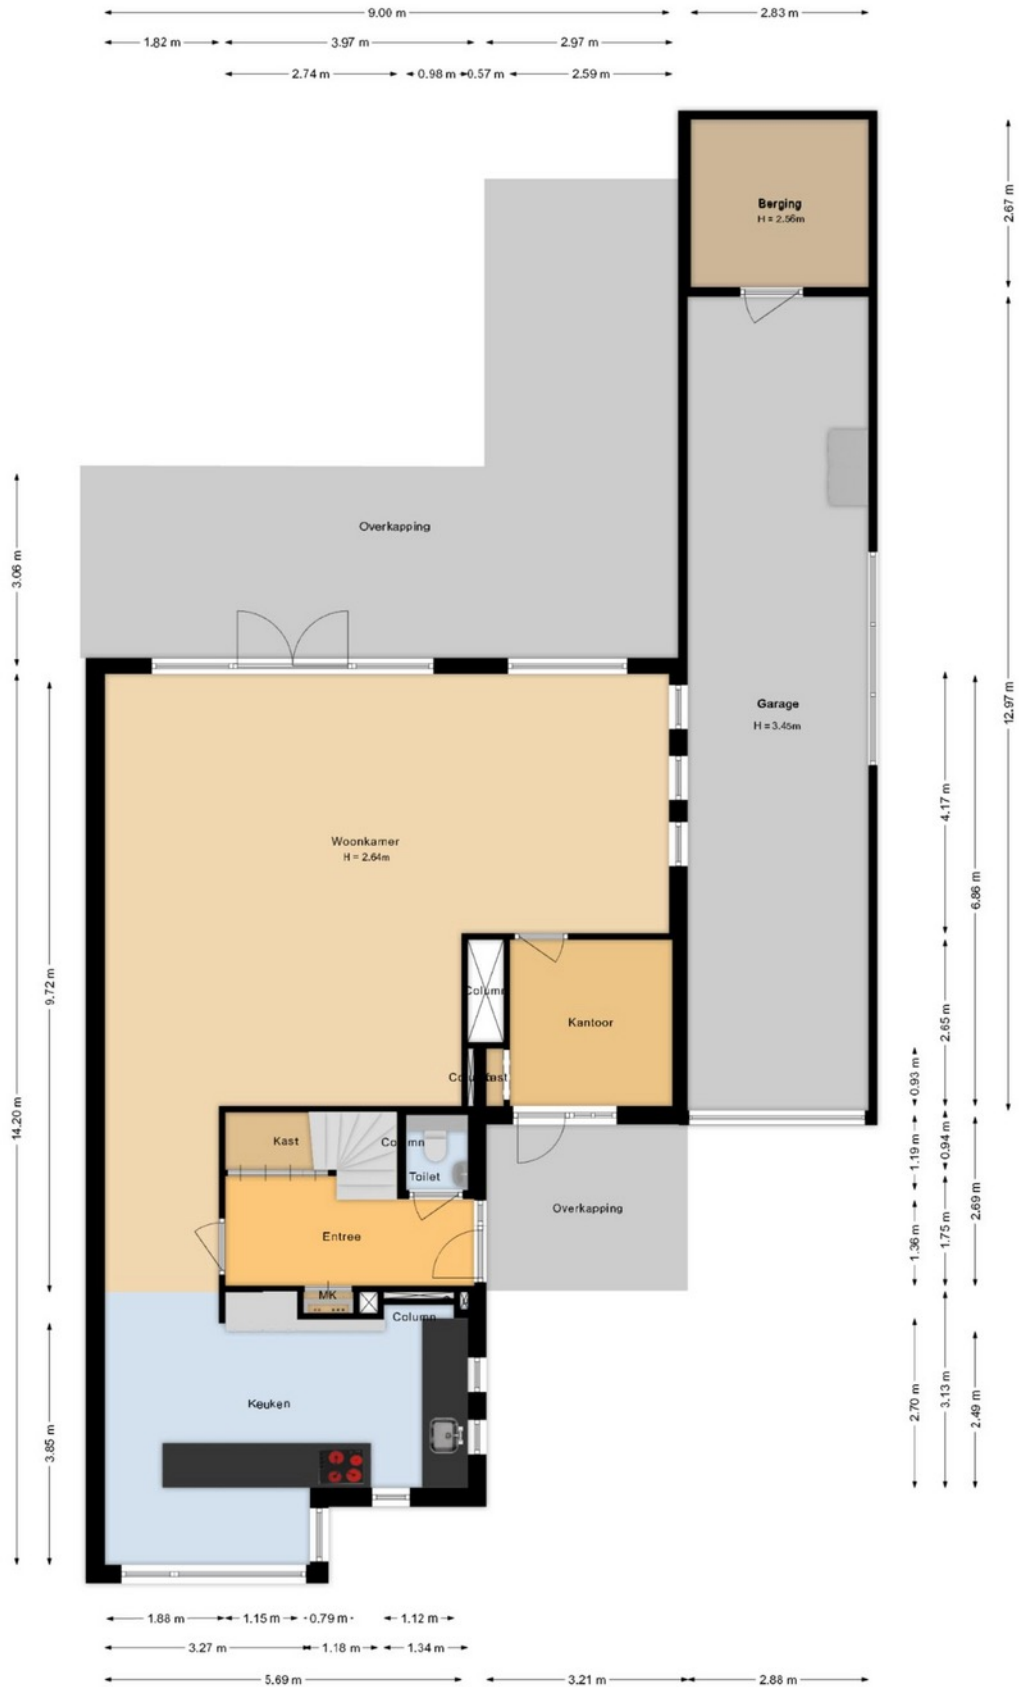 9.00 m
2.83 m
1.82 m
3.97 m
2.97 m
2.74 m
0.98 m
0.57 m
2.59 m
Berging
H = 2.56m
2.67 m
Overkapping
3.06 m
Garage
H = 3.45m
12.97 m
4.17 m
Woonkamer
H = 2.64m
6.86 m
9.72 m
Column
Kantoor
2.65 m
0.93 m
14.20 m
Kast
Column
Toilet
1.19 m
0.94 m
Overkapping
Entree
2.69 m
1.75 m
1.36 m
MK
Column
Keuken
3.85 m
2.70 m
3.13 m
2.49 m
1.88 m
1.15 m
0.79 m
1.12 m
3.27 m
1.18 m
1.34 m
5.69 m
3.21 m
2.88 m